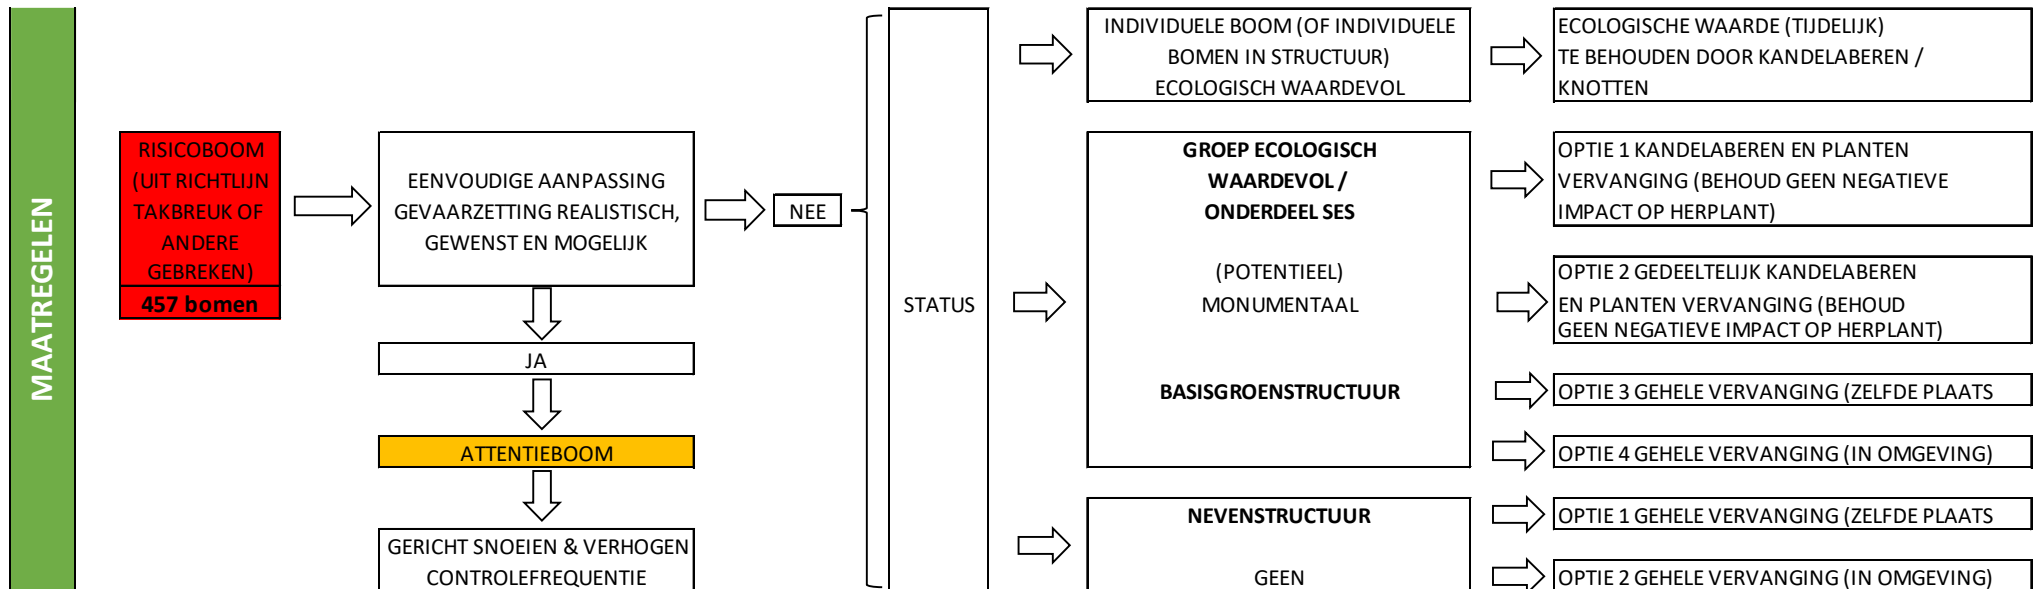 MAATREGELEN
RISICOBOOM
(UIT RICHTLIJN
TAKBREUK OF
ANDERE
GEBREKEN)
457 bomen
EENVOUDIGE AANPASSING
GEVAARZETTING REALISTISCH,
GEWENST EN MOGELIJK
NEE
JA
ATTENTIEBOOM
GERICHT SNOEIEN & VERHOGEN
CONTROLEFREQUENTIE
STATUS
INDIVIDUELE BOOM (OF INDIVIDUELE
BOMEN IN STRUCTUUR)
ECOLOGISCH WAARDEVOL
ECOLOGISCHE WAARDE (TIJDELIJK)
TE BEHOUDEN DOOR KANDELABEREN /
KNOTTEN
GROEP ECOLOGISCH
WAARDEVOL /
ONDERDEEL SES
(POTENTIEEL)
MONUMENTAAL
BASISGROENSTRUCTUUR
OPTIE 1 KANDELABEREN EN PLANTEN
VERVANGING (BEHOUD GEEN NEGATIEVE
IMPACT OP HERPLANT)
OPTIE 2 GEDEELTELIJK KANDELABEREN
EN PLANTEN VERVANGING (BEHOUD
GEEN NEGATIEVE IMPACT OP HERPLANT)
OPTIE 3 GEHELE VERVANGING (ZELFDE PLAATS
OPTIE 4 GEHELE VERVANGING (IN OMGEVING)
NEVENSTRUCTUUR
GEEN
OPTIE 1 GEHELE VERVANGING (ZELFDE PLAATS
OPTIE 2 GEHELE VERVANGING (IN OMGEVING)